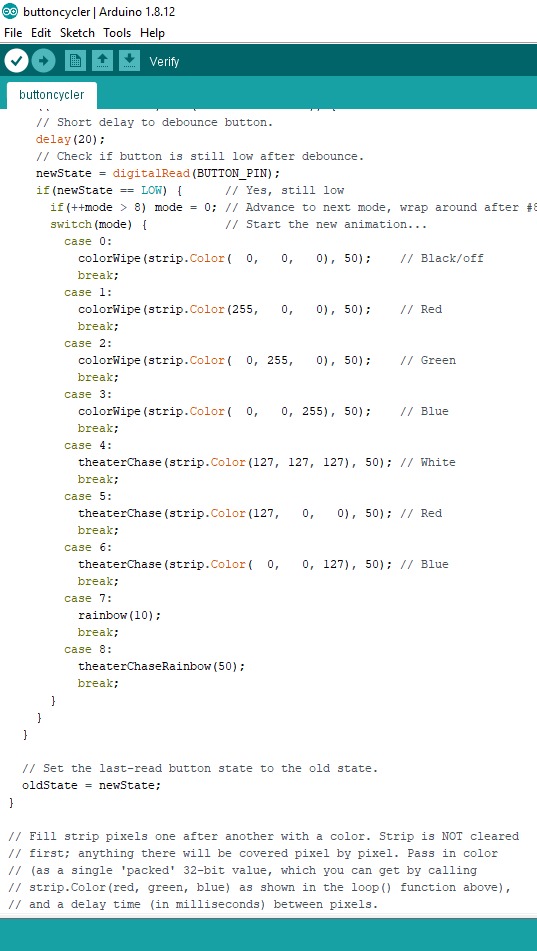 buttoncycler | Arduino 1.8.12
File Edit Sketch Tools Help
Verify
buttoncycler
// Short delay to debounce button.
delay(20);
// Check if button is still low after debounce.
newState = digitalRead(BUTTON_PIN);
if(newState == LOW) {      // Yes, still low
if(++mode > 8) mode = 0; // Advance to next mode, wrap around after #8
switch(mode) {           // Start the new animation...
case 0:
colorWipe(strip.Color(  0,   0,   0), 50);    // Black/off
break;
case 1:
colorWipe(strip.Color(255,   0,   0), 50);    // Red
break;
case 2:
colorWipe(strip.Color(  0, 255,   0), 50);    // Green
break;
case 3:
colorWipe(strip.Color(  0,   0, 255), 50);    // Blue
break;
case 4:
theaterChase(strip.Color(127, 127, 127), 50); // White
break;
case 5:
theaterChase(strip.Color(127,   0,   0), 50); // Red
break;
case 6:
theaterChase(strip.Color(  0,   0, 127), 50); // Blue
break;
case 7:
rainbow(10);
break;
case 8:
theaterChaseRainbow(50);
break;
}
}
}
// Set the last-read button state to the old state.
oldState = newState;
}
// Fill strip pixels one after another with a color. Strip is NOT cleared
// first; anything there will be covered pixel by pixel. Pass in color
// (as a single 'packed' 32-bit value, which you can get by calling
// strip.Color(red, green, blue) as shown in the loop() function above),
// and a delay time (in milliseconds) between pixels.